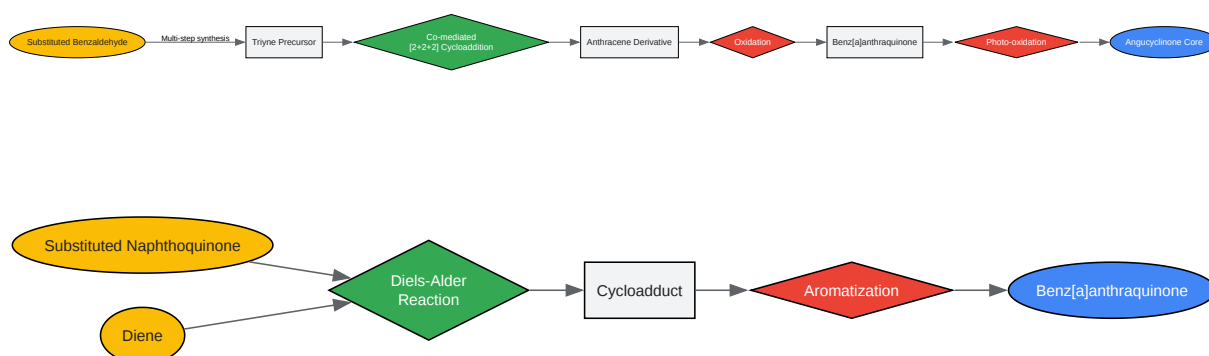 Substituted Benzaldehyde
Multi-step synthesis
Triyne Precursor
Co-mediated
[2+2+2] Cycloaddition
Anthracene Derivative
Oxidation
Benz[a]anthraquinone
Photo-oxidation
Angucyclinone Core
Substituted Naphthoquinone
Diene
Diels-Alder
Reaction
Cycloadduct
Aromatization
Benz[a]anthraquinone